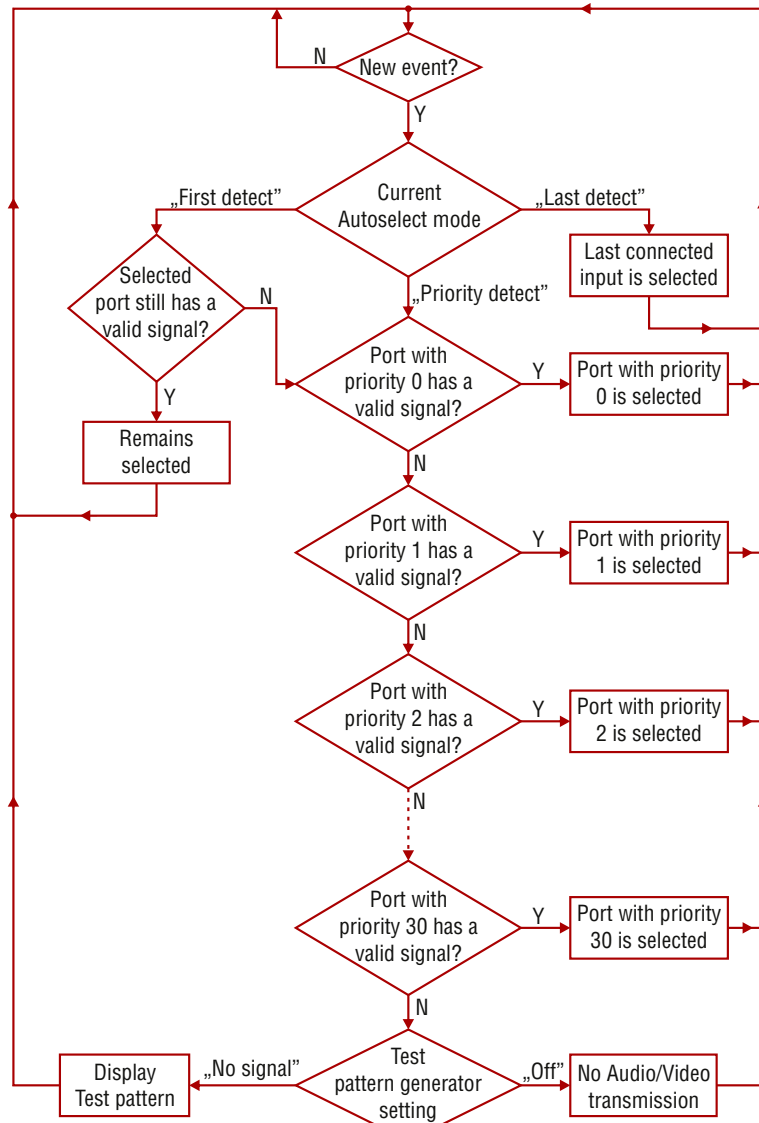 New event?
N
Y
Current
Autoselect mode
„First detect”
„Last detect”
„Priority detect”
Last connected
input is selected
Selected
port still has a
valid signal?
N
Y
Remains
selected
Port with
priority 0 has a
valid signal?
Y
Port with priority
0 is selected
N
Port with
priority 1 has a
valid signal?
Y
Port with priority
1 is selected
N
Port with
priority 2 has a
valid signal?
Y
Port with priority
2 is selected
N
Port with
priority 30 has a
valid signal?
Y
Port with priority
30 is selected
N
Test
pattern generator
setting
„No signal”
Display
Test pattern
„Off”
No Audio/Video
transmission